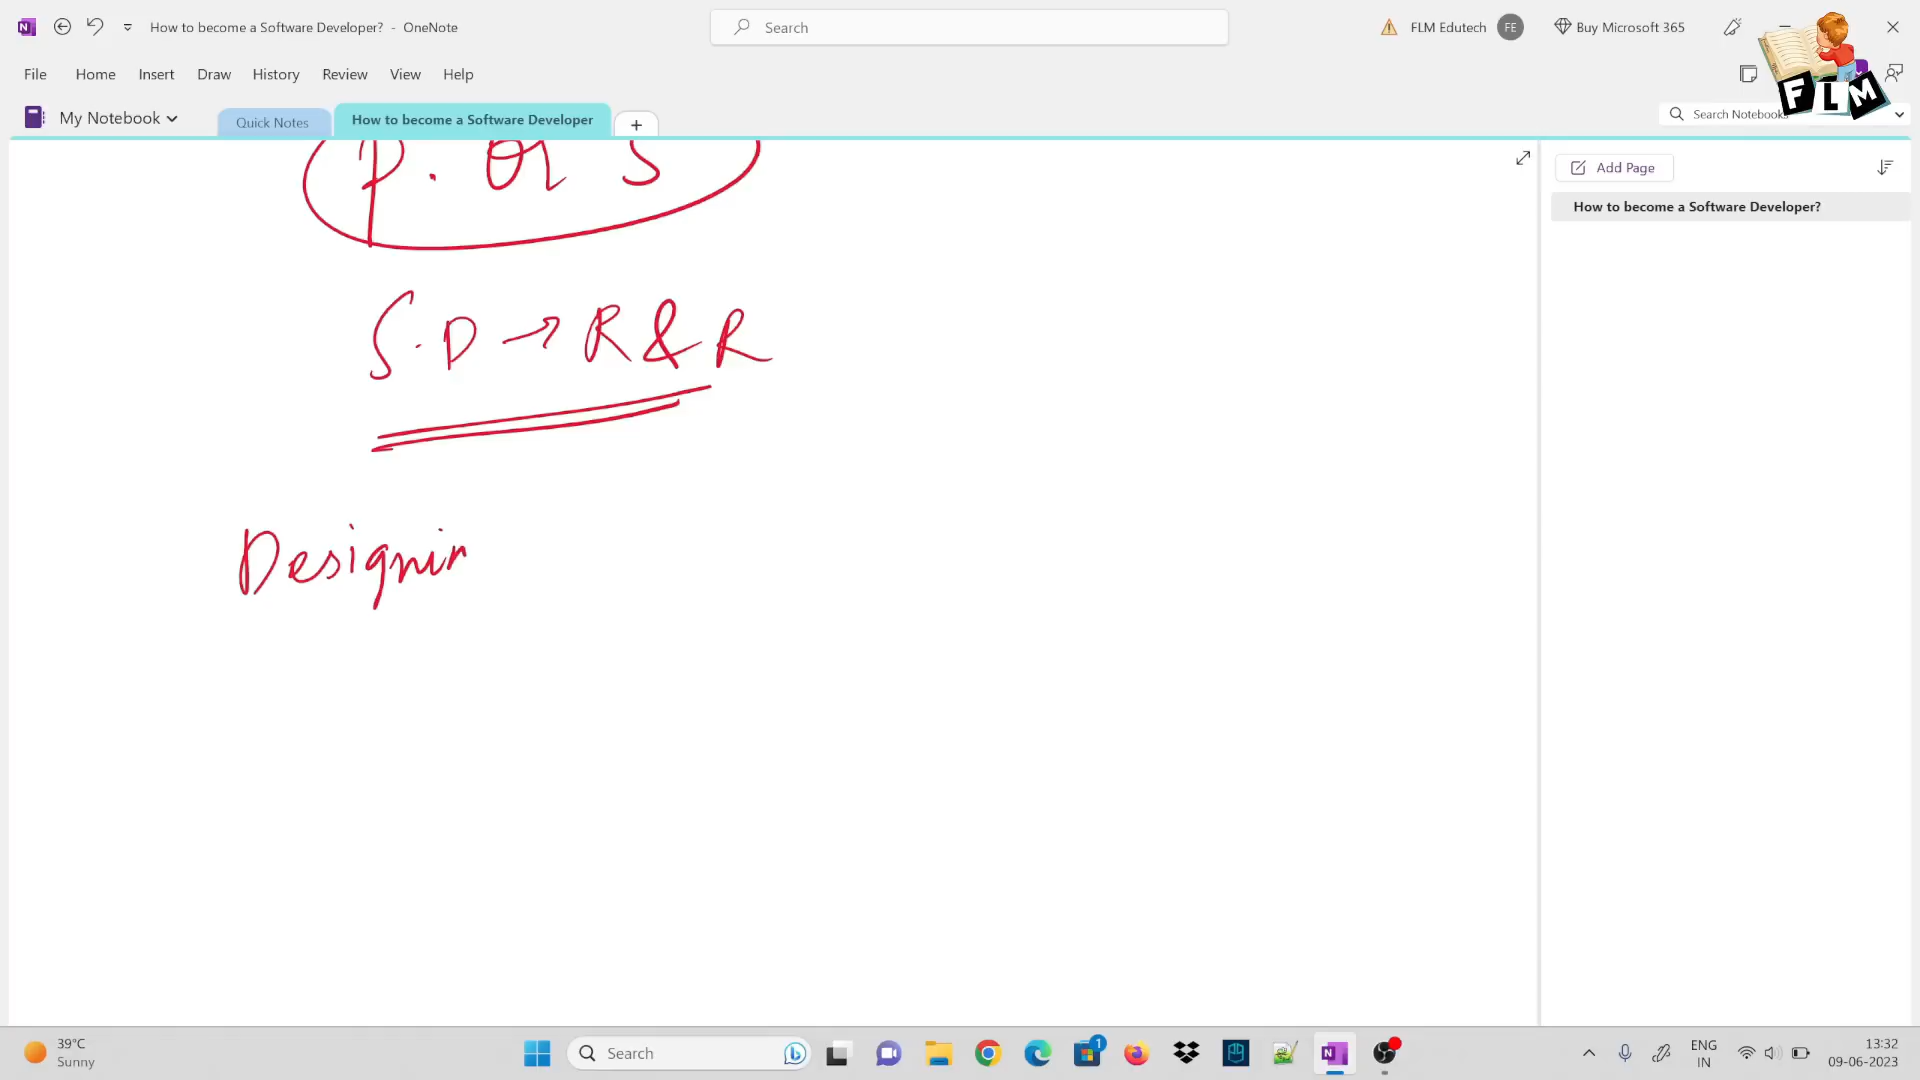 How to become a Software Developer? - OneNote
Search
FLM Edutech
FE
Buy Microsoft 365
File Home Insert Draw History Review View Help
FLM
My Notebook
Quick Notes
How to become a Software Developer
+
Search Notebooks
Add Page
How to become a Software Developer?
S.D → R & R
Designin
39°C
Sunny
Search
1
ENG
IN
13:32
09-06-2023